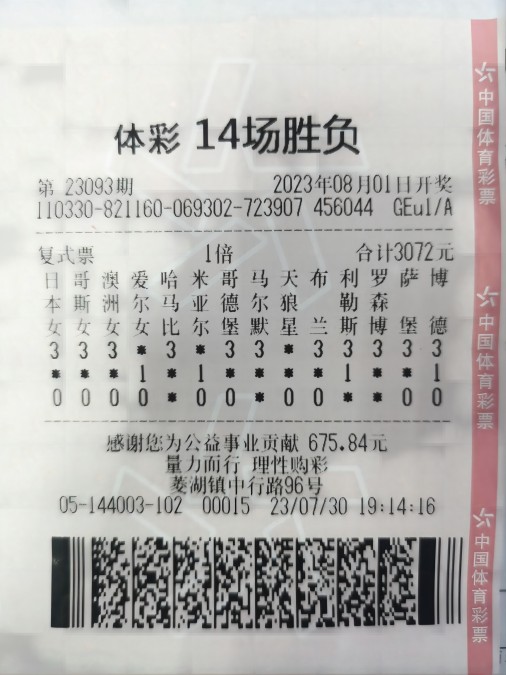 体彩 14场胜负
第 23093期 2023年08月01日开奖
110330-821160-069302-723907 456044 GEul/A
复式票 1倍 合计3072元
日 哥 澳 爱 哈 米 哥 马 天 布 利 罗 萨 博
本 斯 洲 尔 马 亚 德 尔 狼 勒 森
女 女 女 女 比 尔 堡 默 星 兰 斯 博 堡 德
3 3 3 * 3 * 3 3 * 3 3 3 3 3
* * * 1 * 1 * * * * 1 * * 1
0 0 0 0 * 0 0 * 0 0 * * 0 0
感谢您为公益事业贡献 675.84元
量力而行 理性购彩
菱湖镇中行路96号
05-144003-102 00015 23/07/30 19:14:16
中国体育彩票
中国体育彩票
中国体育彩票